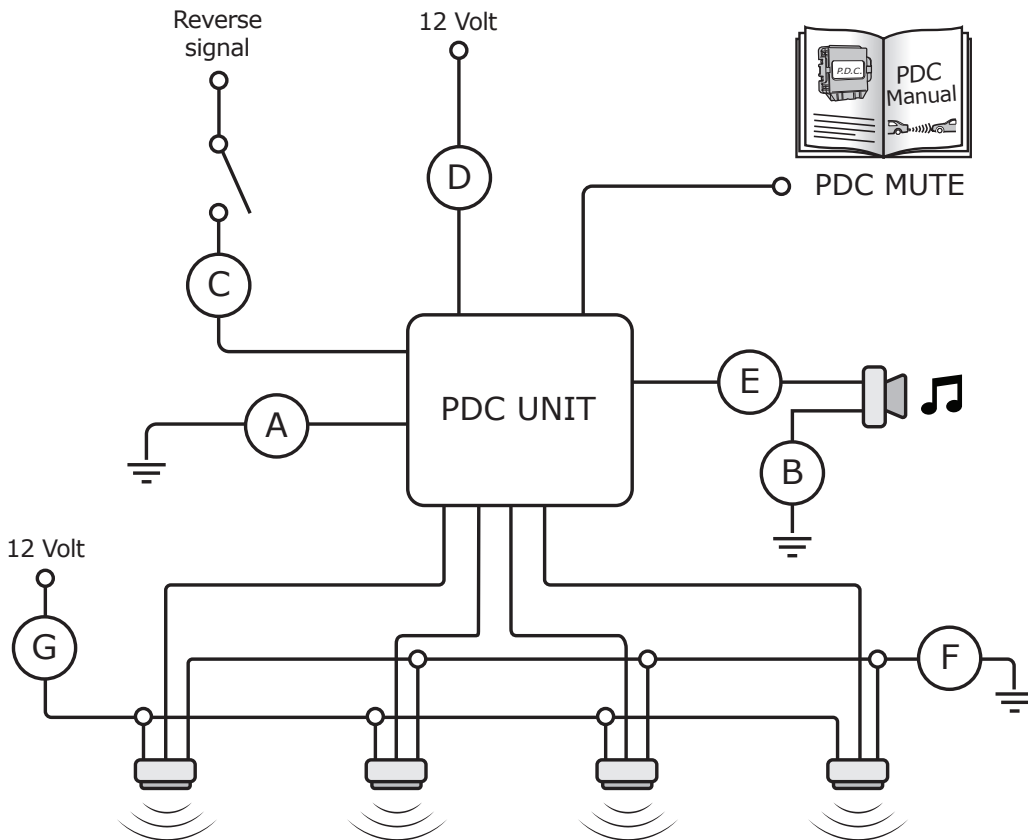 Reverse
signal
12 Volt
P.D.C.
PDC
Manual
D
PDC MUTE
C
E
PDC UNIT
A
B
12 Volt
G
F